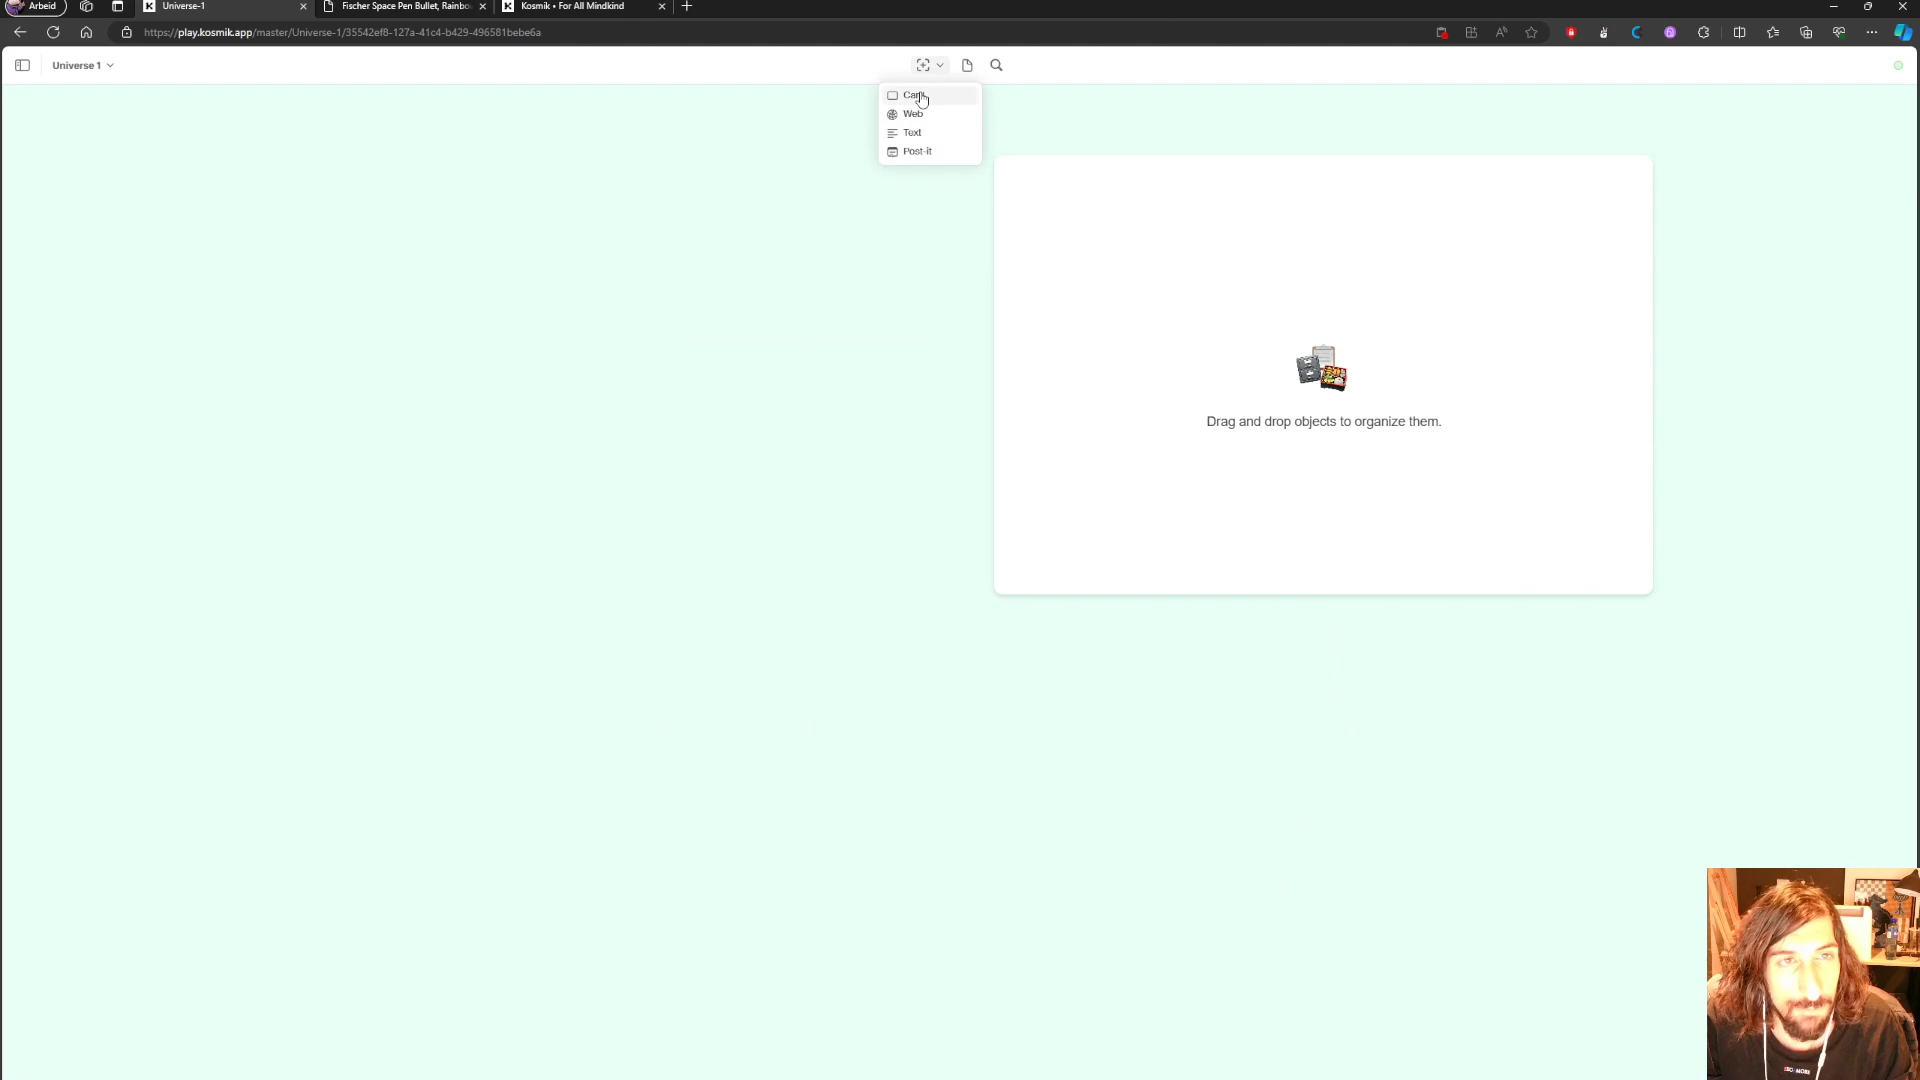 Arbeid
Universe-1
Fischer Space Pen Bullet, Rainbo
Kosmik • For All Mindkind
https://play.kosmik.app/master/Universe-1/35542ef8-127a-41c4-b429-496581bebe6a
Universe 1
Web
Text
Post-it
Drag and drop objects to organize them.